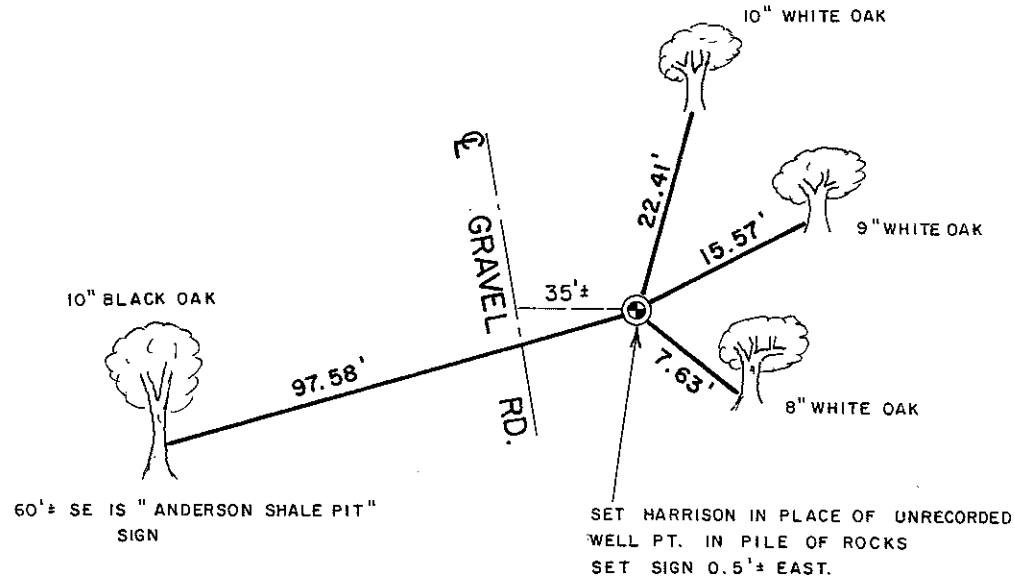 10" WHITE OAK
22.41'
15.57'
9" WHITE OAK
℄ GRAVEL RD.
35'±
10" BLACK OAK
97.58'
7.63'
8" WHITE OAK
60'± SE IS "ANDERSON SHALE PIT"
SIGN
SET HARRISON IN PLACE OF UNRECORDED
WELL PT. IN PILE OF ROCKS
SET SIGN 0.5'± EAST.